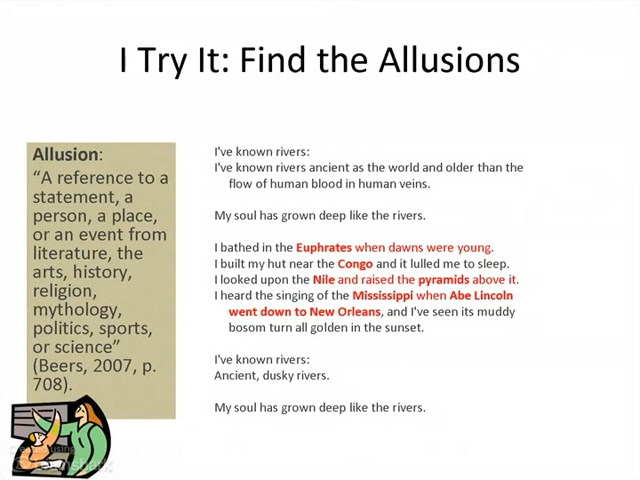 I Try It: Find the Allusions
Allusion:
“A reference to a
statement, a
person, a place,
or an event from
literature, the
arts, history,
religion,
mythology,
politics, sports,
or science”
(Beers, 2007, p.
708).
I've known rivers:
I've known rivers ancient as the world and older than the
flow of human blood in human veins.
My soul has grown deep like the rivers.
I bathed in the Euphrates when dawns were young.
I built my hut near the Congo and it lulled me to sleep.
I looked upon the Nile and raised the pyramids above it.
I heard the singing of the Mississippi when Abe Lincoln
went down to New Orleans, and I've seen its muddy
bosom turn all golden in the sunset.
I've known rivers:
Ancient, dusky rivers.
My soul has grown deep like the rivers.